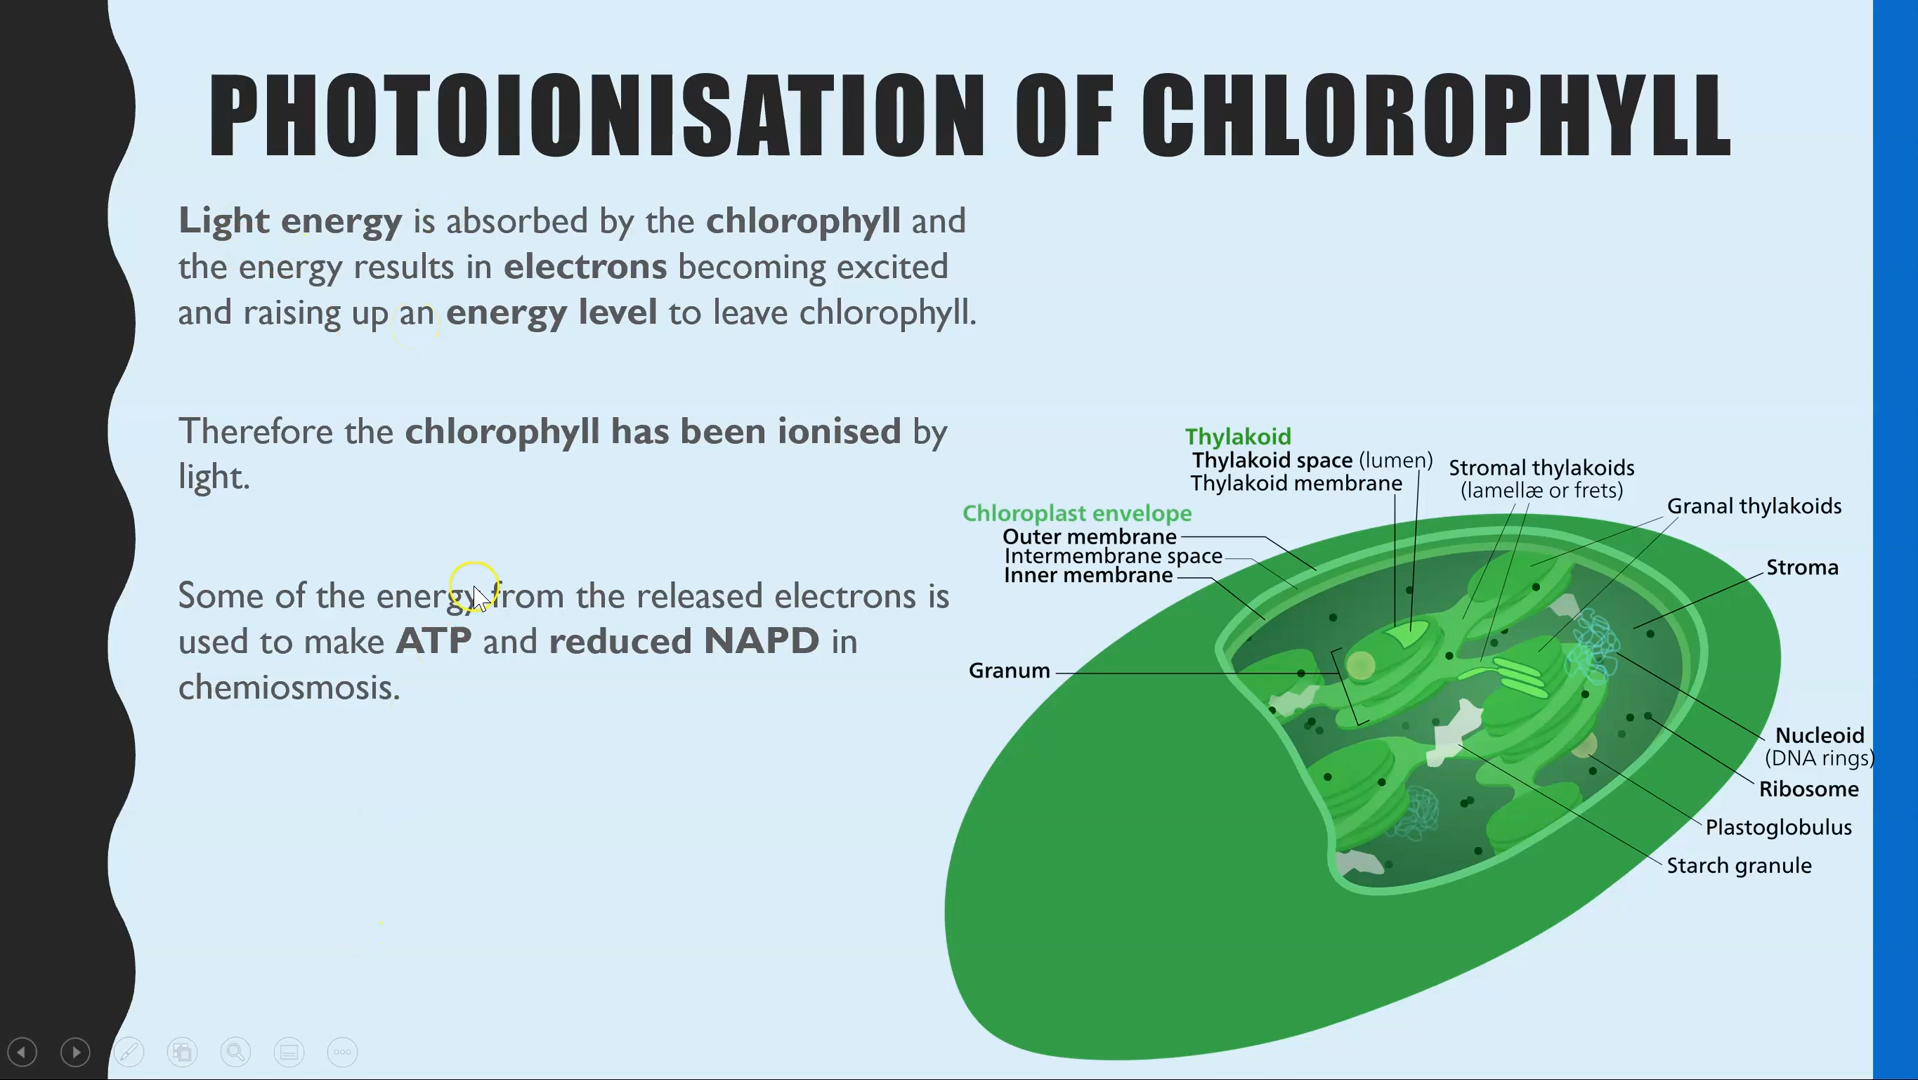 PHOTOIONISATION OF CHLOROPHYLL
Light energy is absorbed by the chlorophyll and
the energy results in electrons becoming excited
and raising up an energy level to leave chlorophyll.
Therefore the chlorophyll has been ionised by
light.
Some of the energy from the released electrons is
used to make ATP and reduced NAPD in
chemiosmosis.
Thylakoid
Thylakoid space (lumen)
Thylakoid membrane
Stromal thylakoids
(lamellæ or frets)
Granal thylakoids
Chloroplast envelope
Outer membrane
Intermembrane space
Inner membrane
Stroma
Granum
Nucleoid
(DNA rings)
Ribosome
Plastoglobulus
Starch granule